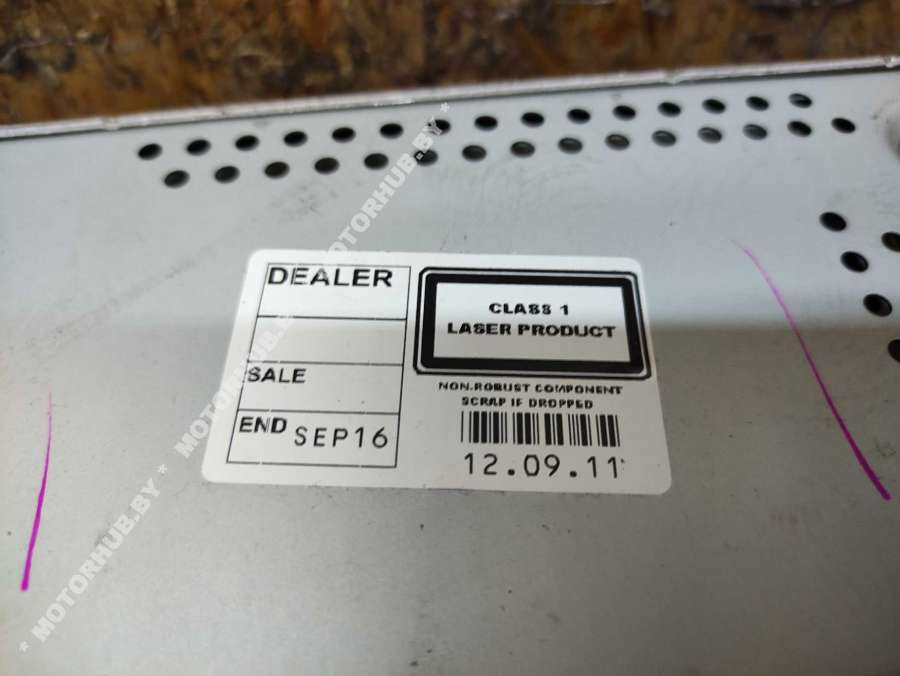 DEALER
SALE
END SEP16
CLASS 1
LASER PRODUCT
NON-ROBUST COMPONENT
SCRAP IF DROPPED
12.09.11
* MOTORHUB.BY * MOTORHUB.BY * MOTORHUB.BY *